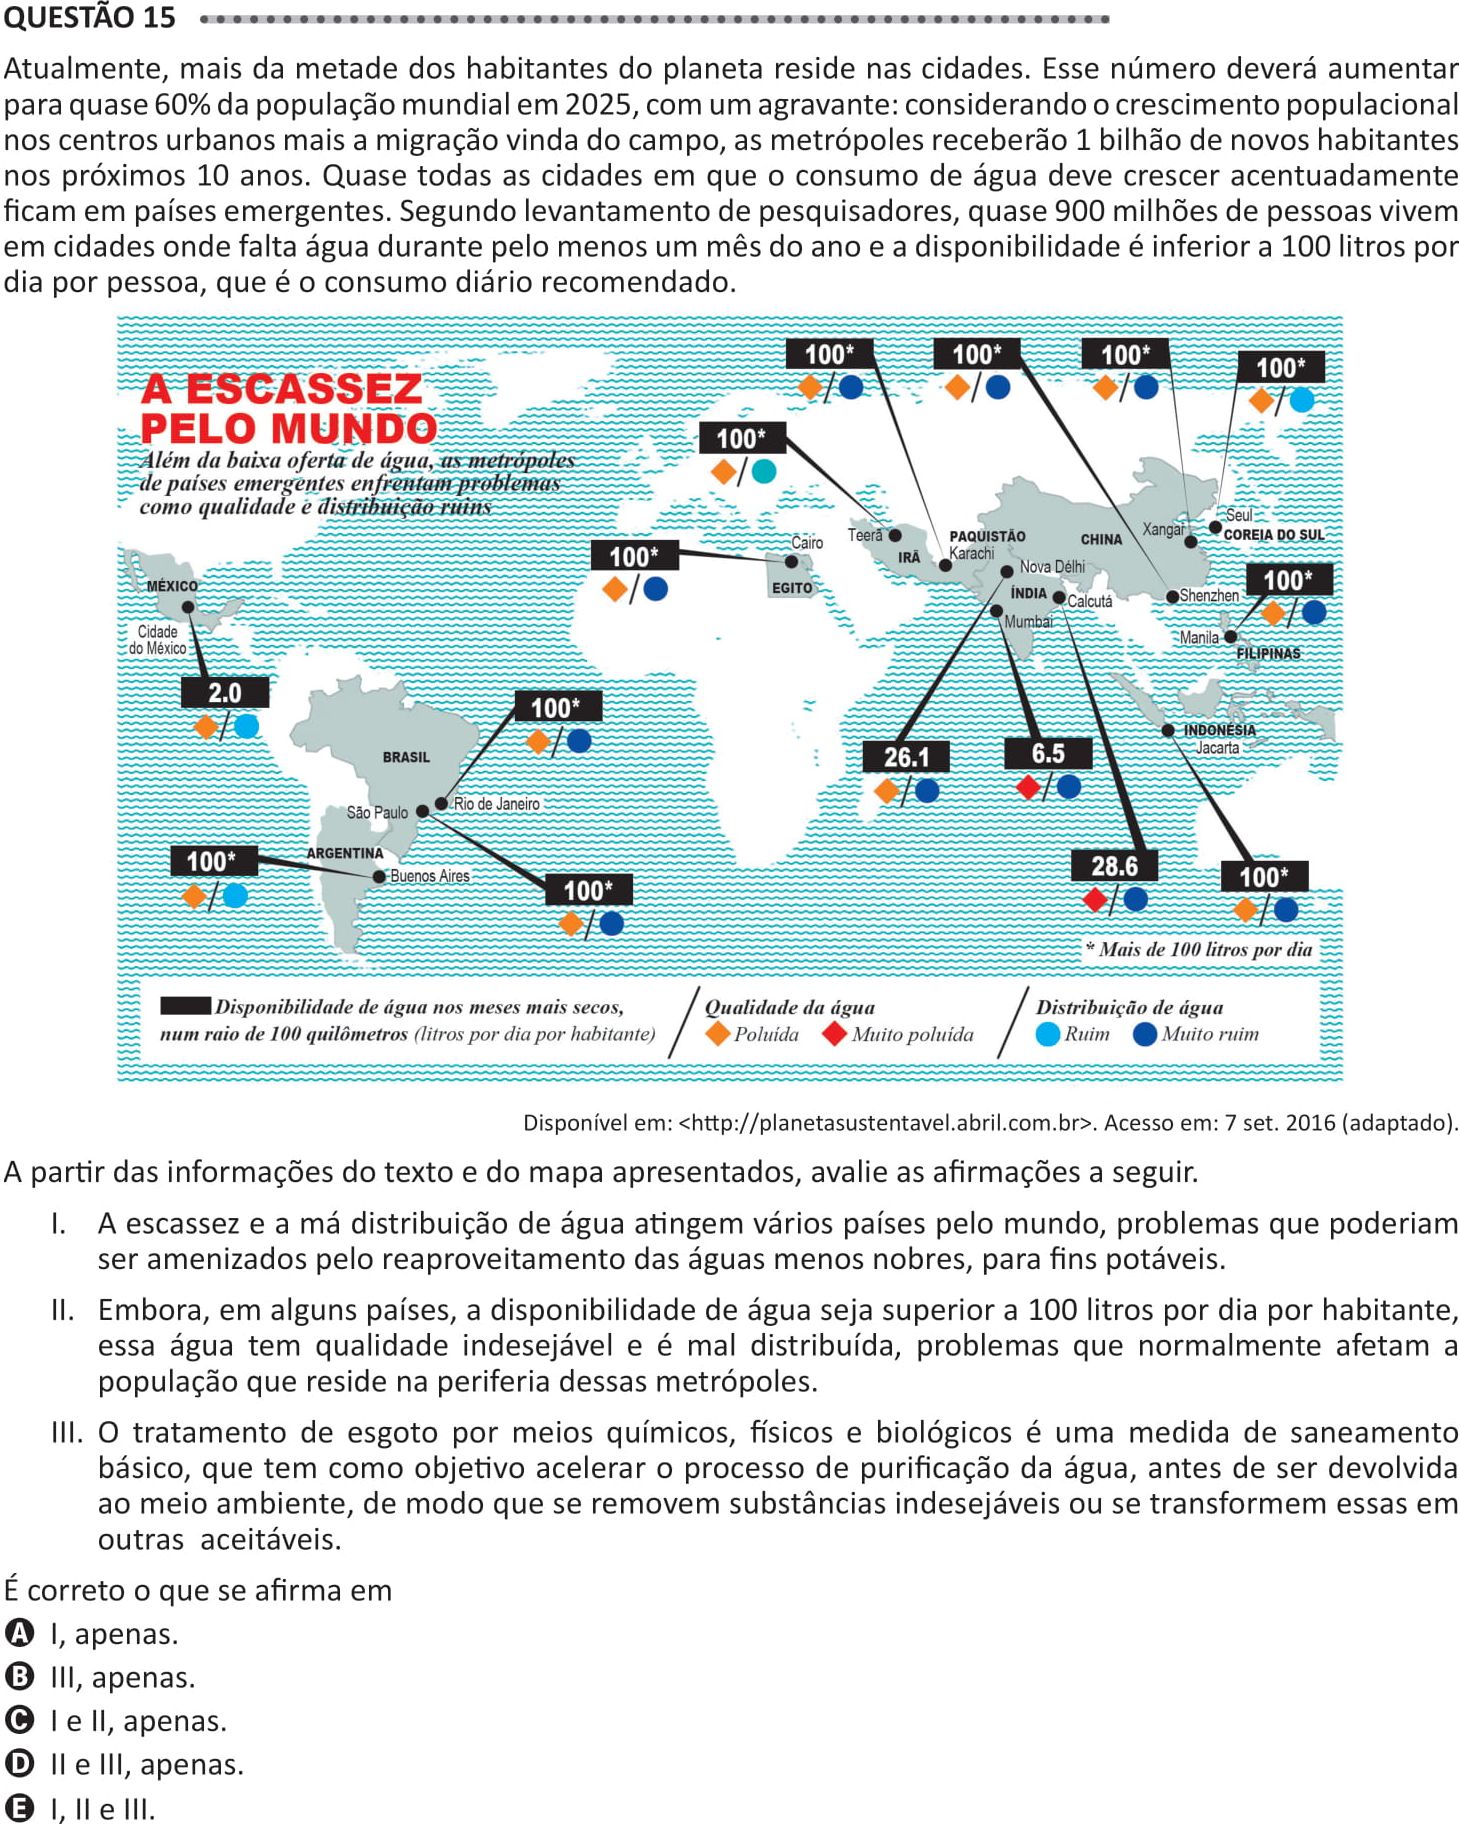 QUESTÃO 15
Atualmente, mais da metade dos habitantes do planeta reside nas cidades. Esse número deverá aumentar
para quase 60% da população mundial em 2025, com um agravante: considerando o crescimento populacional
nos centros urbanos mais a migração vinda do campo, as metrópoles receberão 1 bilhão de novos habitantes
nos próximos 10 anos. Quase todas as cidades em que o consumo de água deve crescer acentuadamente
ficam em países emergentes. Segundo levantamento de pesquisadores, quase 900 milhões de pessoas vivem
em cidades onde falta água durante pelo menos um mês do ano e a disponibilidade é inferior a 100 litros por
dia por pessoa, que é o consumo diário recomendado.
100*
100*
100*
100*
A ESCASSEZ
PELO MUNDO
Além da baixa oferta de água, as metrópoles
de países emergentes enfrentam problemas
como qualidade e distribuição ruins
100*
Seul
COREIA DO SUL
Xangai
CHINA
PAQUISTÃO
Karachi
Teerã
IRÃ
Cairo
EGITO
100*
Nova Délhi
ÍNDIA
Calcutá
Mumbai
Shenzhen
100*
Manila
FILIPINAS
MÉXICO
Cidade
do México
2.0
100*
BRASIL
Rio de Janeiro
São Paulo
26.1
6.5
INDONÉSIA
Jacarta
100*
ARGENTINA
Buenos Aires
100*
28.6
100*
* Mais de 100 litros por dia
Disponibilidade de água nos meses mais secos,
num raio de 100 quilômetros (litros por dia por habitante)
Qualidade da água
Poluída Muito poluída
Distribuição de água
Ruim Muito ruim
Disponível em: <http://planetasustentavel.abril.com.br>. Acesso em: 7 set. 2016 (adaptado).
A partir das informações do texto e do mapa apresentados, avalie as afirmações a seguir.
I. A escassez e a má distribuição de água atingem vários países pelo mundo, problemas que poderiam
ser amenizados pelo reaproveitamento das águas menos nobres, para fins potáveis.
II. Embora, em alguns países, a disponibilidade de água seja superior a 100 litros por dia por habitante,
essa água tem qualidade indesejável e é mal distribuída, problemas que normalmente afetam a
população que reside na periferia dessas metrópoles.
III. O tratamento de esgoto por meios químicos, físicos e biológicos é uma medida de saneamento
básico, que tem como objetivo acelerar o processo de purificação da água, antes de ser devolvida
ao meio ambiente, de modo que se removem substâncias indesejáveis ou se transformem essas em
outras aceitáveis.
É correto o que se afirma em
A I, apenas.
B III, apenas.
C I e II, apenas.
D II e III, apenas.
E I, II e III.